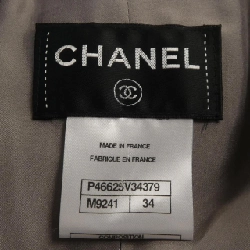 CHANEL
MADE IN FRANCE
FABRIQUE EN FRANCE
P46625V34379
M9241 34